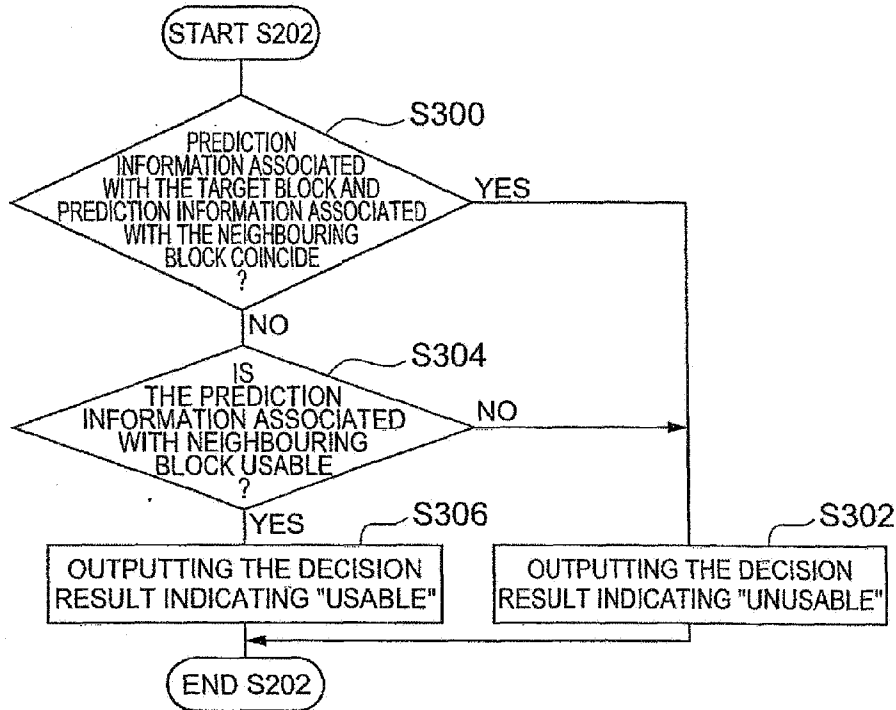 START S202
S300
PREDICTION
INFORMATION ASSOCIATED
WITH THE TARGET BLOCK AND
PREDICTION INFORMATION ASSOCIATED
WITH THE NEIGHBOURING
BLOCK COINCIDE
?
YES
NO
S304
IS
THE PREDICTION
INFORMATION ASSOCIATED
WITH NEIGHBOURING
BLOCK USABLE
?
NO
YES
S306
OUTPUTTING THE DECISION
RESULT INDICATING "USABLE"
S302
OUTPUTTING THE DECISION
RESULT INDICATING "UNUSABLE"
END S202